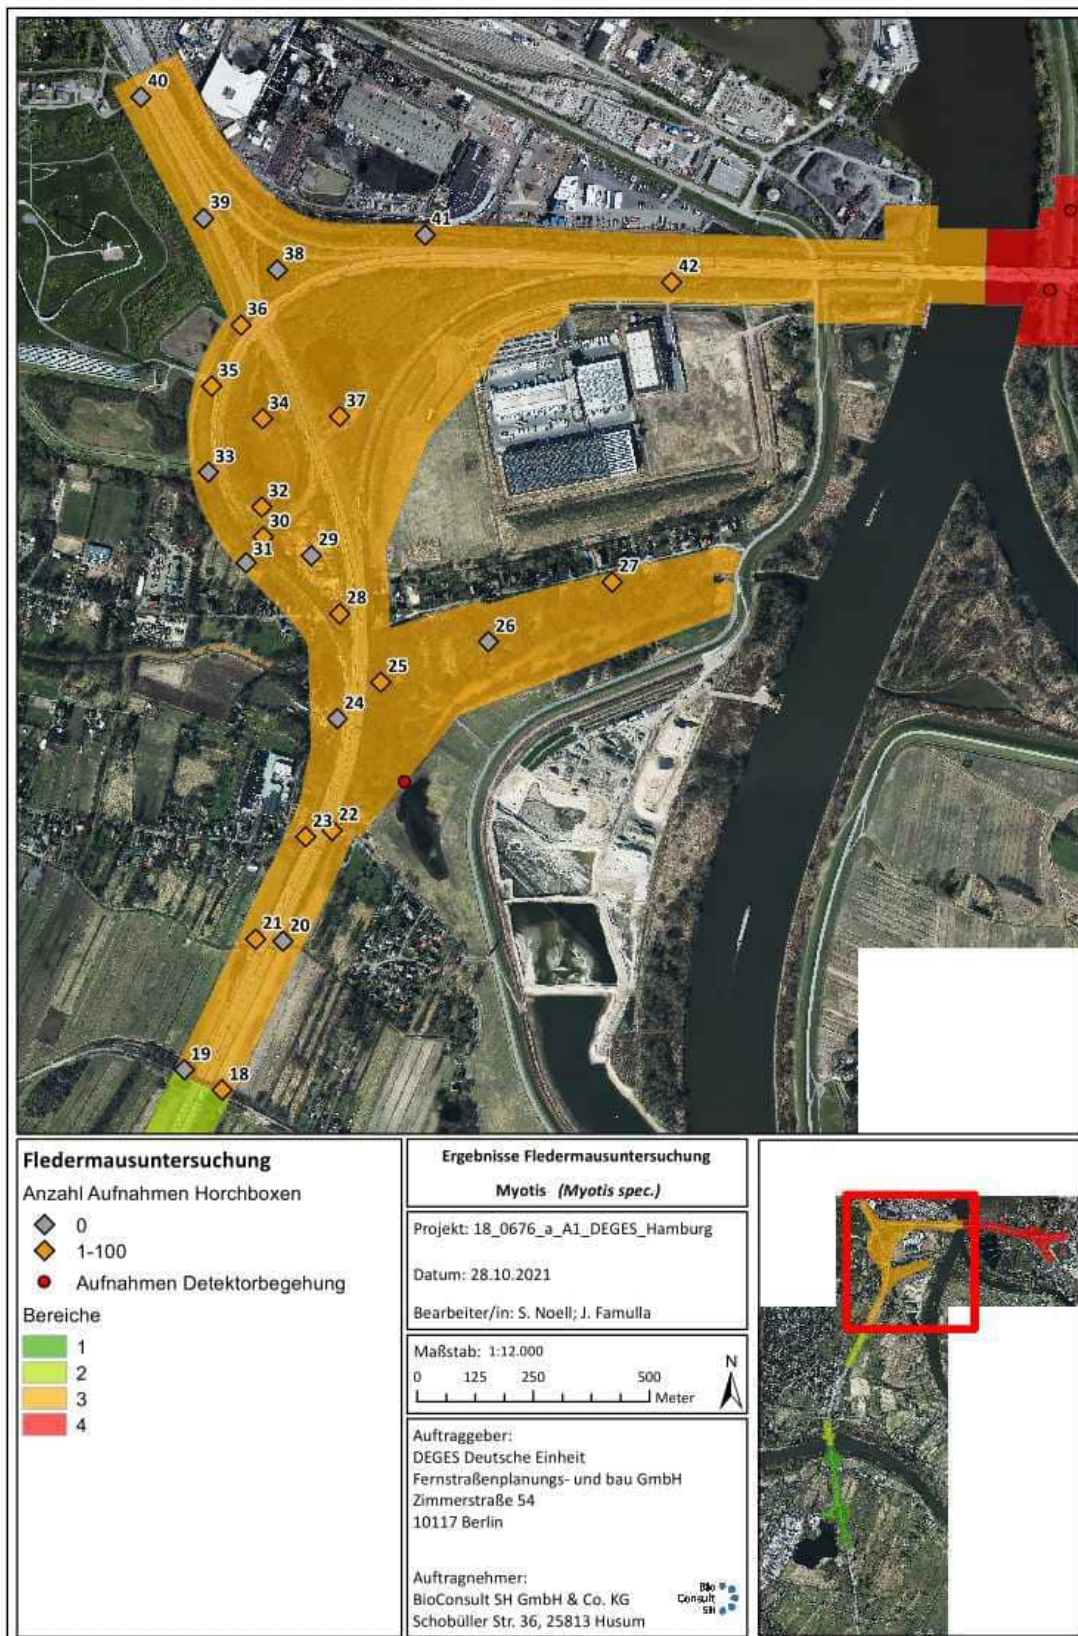 40
39
41
38
42
36
35
34
37
33
32
30
31
29
28
27
26
25
24
23
22
21
20
19
18
Fledermausuntersuchung
Anzahl Aufnahmen Horchboxen
0
1-100
Aufnahmen Detektorbegehung
Bereiche
1
2
3
4
Ergebnisse Fledermausuntersuchung
Myotis (Myotis spec.)
Projekt: 18_0676_a_A1_DEGES_Hamburg
Datum: 28.10.2021
Bearbeiter/in: S. Noell; J. Famulla
Maßstab: 1:12.000
0 125 250 500
Meter
N
Auftraggeber:
DEGES Deutsche Einheit
Fernstraßenplanungs- und bau GmbH
Zimmerstraße 54
10117 Berlin
Auftragnehmer:
BioConsult SH GmbH & Co. KG
Schobüller Str. 36, 25813 Husum
Bio
Consult
SH